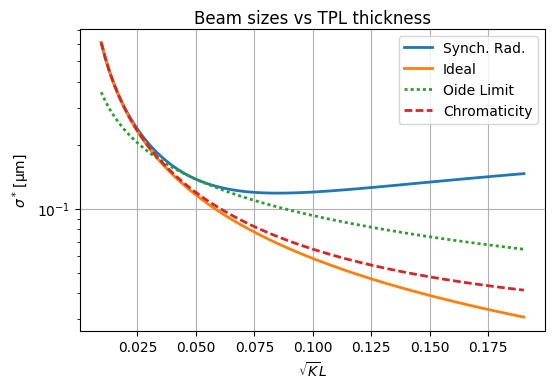 Beam sizes vs TPL thickness
Synch. Rad.
Ideal
Oide Limit
Chromaticity
σ* [µm]
10⁻¹
0.025 0.050 0.075 0.100 0.125 0.150 0.175
√KL